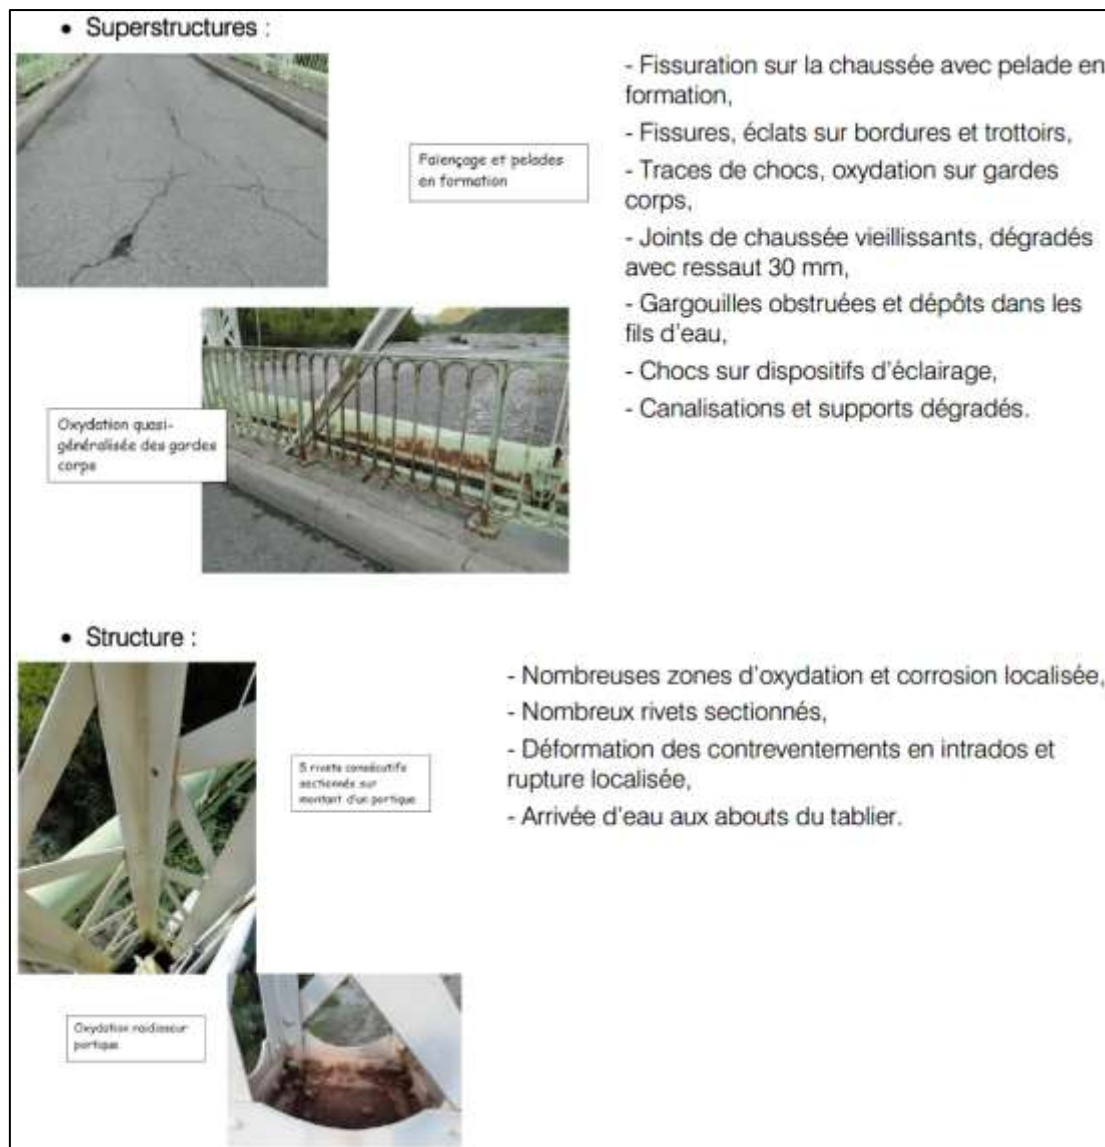 • Superstructures :
- Fissuration sur la chaussée avec pelade en
formation,
- Fissures, éclats sur bordures et trottoirs,
Faïençage et pelades
en formation
- Traces de chocs, oxydation sur gardes
corps,
- Joints de chaussée vieillissants, dégradés
avec ressaut 30 mm,
- Gargouilles obstruées et dépôts dans les
fils d'eau,
- Chocs sur dispositifs d'éclairage,
- Canalisations et supports dégradés.
Oxydation quasi-
généralisée des gardes
corps
• Structure :
- Nombreuses zones d'oxydation et corrosion localisée,
- Nombreux rivets sectionnés,
- Déformation des contreventements en intrados et
rupture localisée,
- Arrivée d'eau aux abouts du tablier.
5 rivets consécutifs
sectionnés sur
montant d'un portique
Oxydation raidisseur
portique